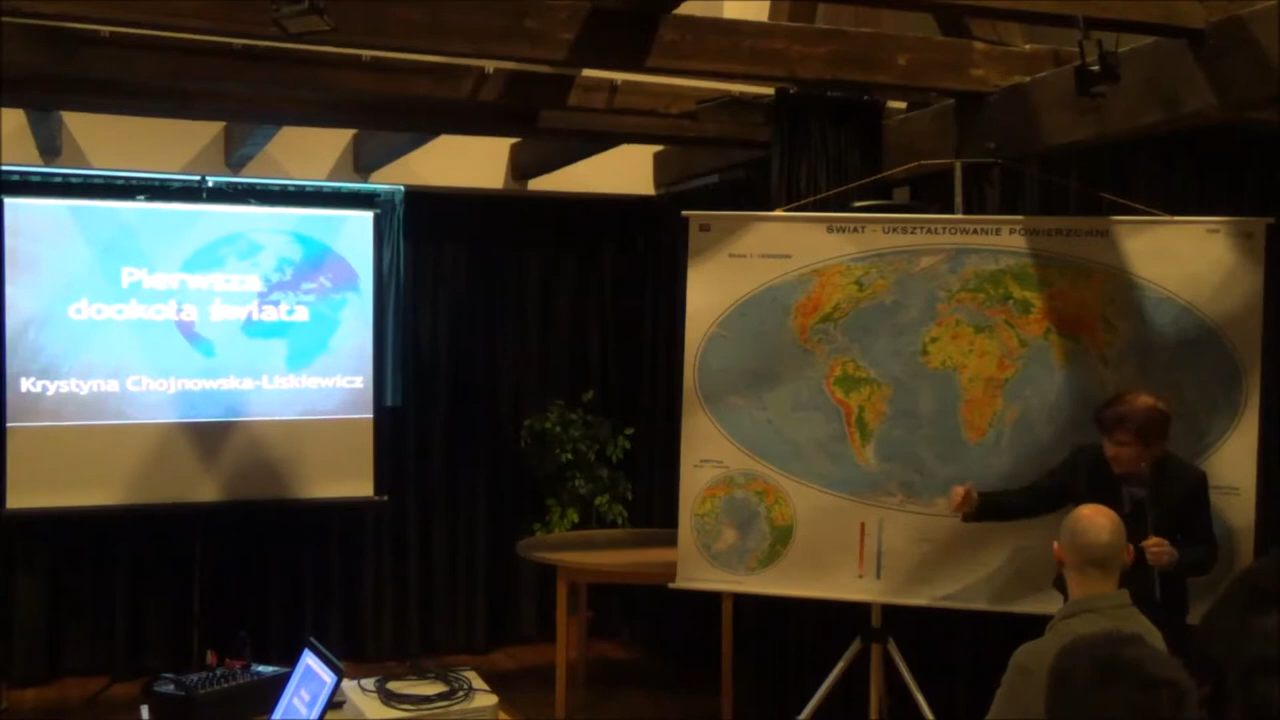 Pierwsza
dookoła świata
Krystyna Chojnowska-Liskiewicz
ŚWIAT - UKSZTAŁTOWANIE POWIERZCHNI